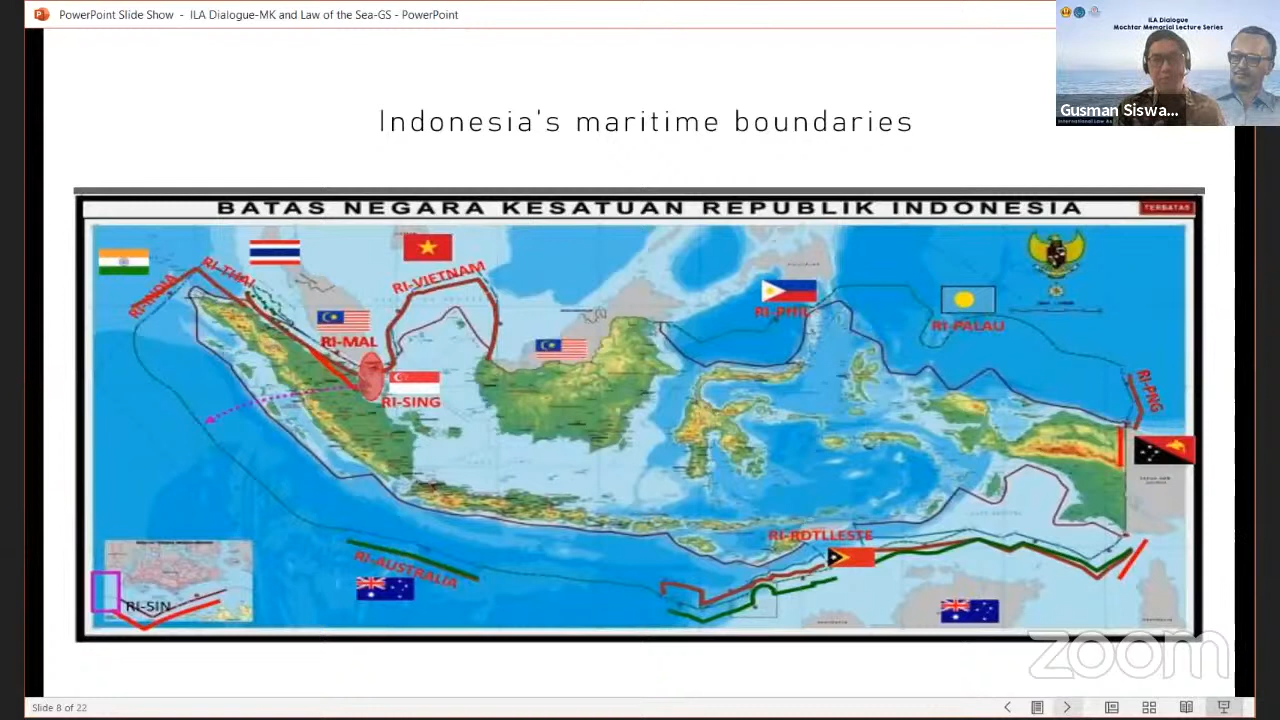 PowerPoint Slide Show - ILA Dialogue-MK and Law of the Sea-GS - PowerPoint
ILA Dialogue
Mochtar Memorial Lecture Series
Gusman Siswa...
Indonesia's maritime boundaries
BATAS NEGARA KESATUAN REPUBLIK INDONESIA
TERBATAS
RI-INDIA
RI-THAI
RI-VIETNAM
RI-MAL
RI-SING
RI-PHIL
RI-PALAU
RI-PNG
RI-RDTLLESTE
RI-AUSTRALIA
RI-SIN
zoom
Slide 8 of 22